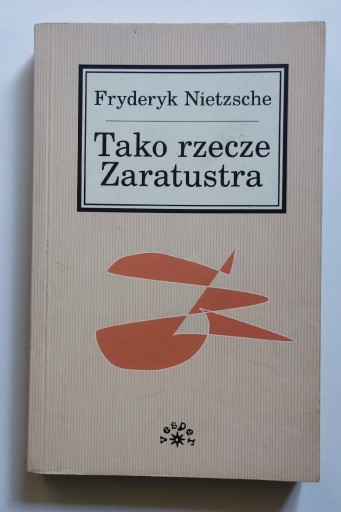 Fryderyk Nietzsche
Tako rzecze
Zaratustra
vesper